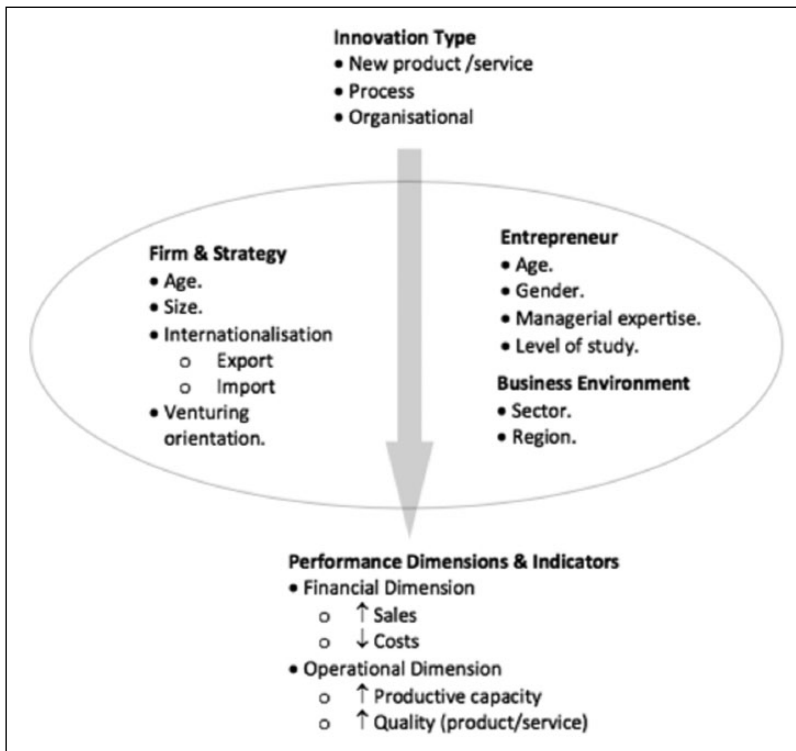 Innovation Type
• New product /service
• Process
• Organisational
Firm & Strategy
• Age.
• Size.
• Internationalisation
o Export
o Import
• Venturing
orientation.
Entrepreneur
• Age.
• Gender.
• Managerial expertise.
• Level of study.
Business Environment
• Sector.
• Region.
Performance Dimensions & Indicators
• Financial Dimension
o ↑ Sales
o ↓ Costs
• Operational Dimension
o ↑ Productive capacity
o ↑ Quality (product/service)